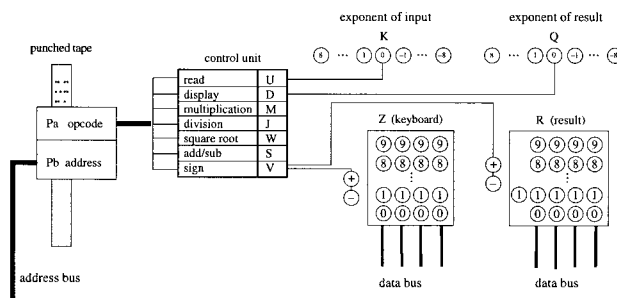 exponent of input
exponent of result
K
Q
8 ... 1 0 -1 ... -8
8 ... 1 0 -1 ... -8
punched tape
control unit
read U
display D
multiplication M
division J
square root W
add/sub S
sign V
Pa opcode
Pb address
Z (keyboard)
R (result)
+
-
9 9 9 9
8 8 8 8
⋮
1 1 1 1
0 0 0 0
+
-
9 9 9 9
8 8 8 8
⋮
1 1 1 1 1
0 0 0 0
address bus
data bus
data bus